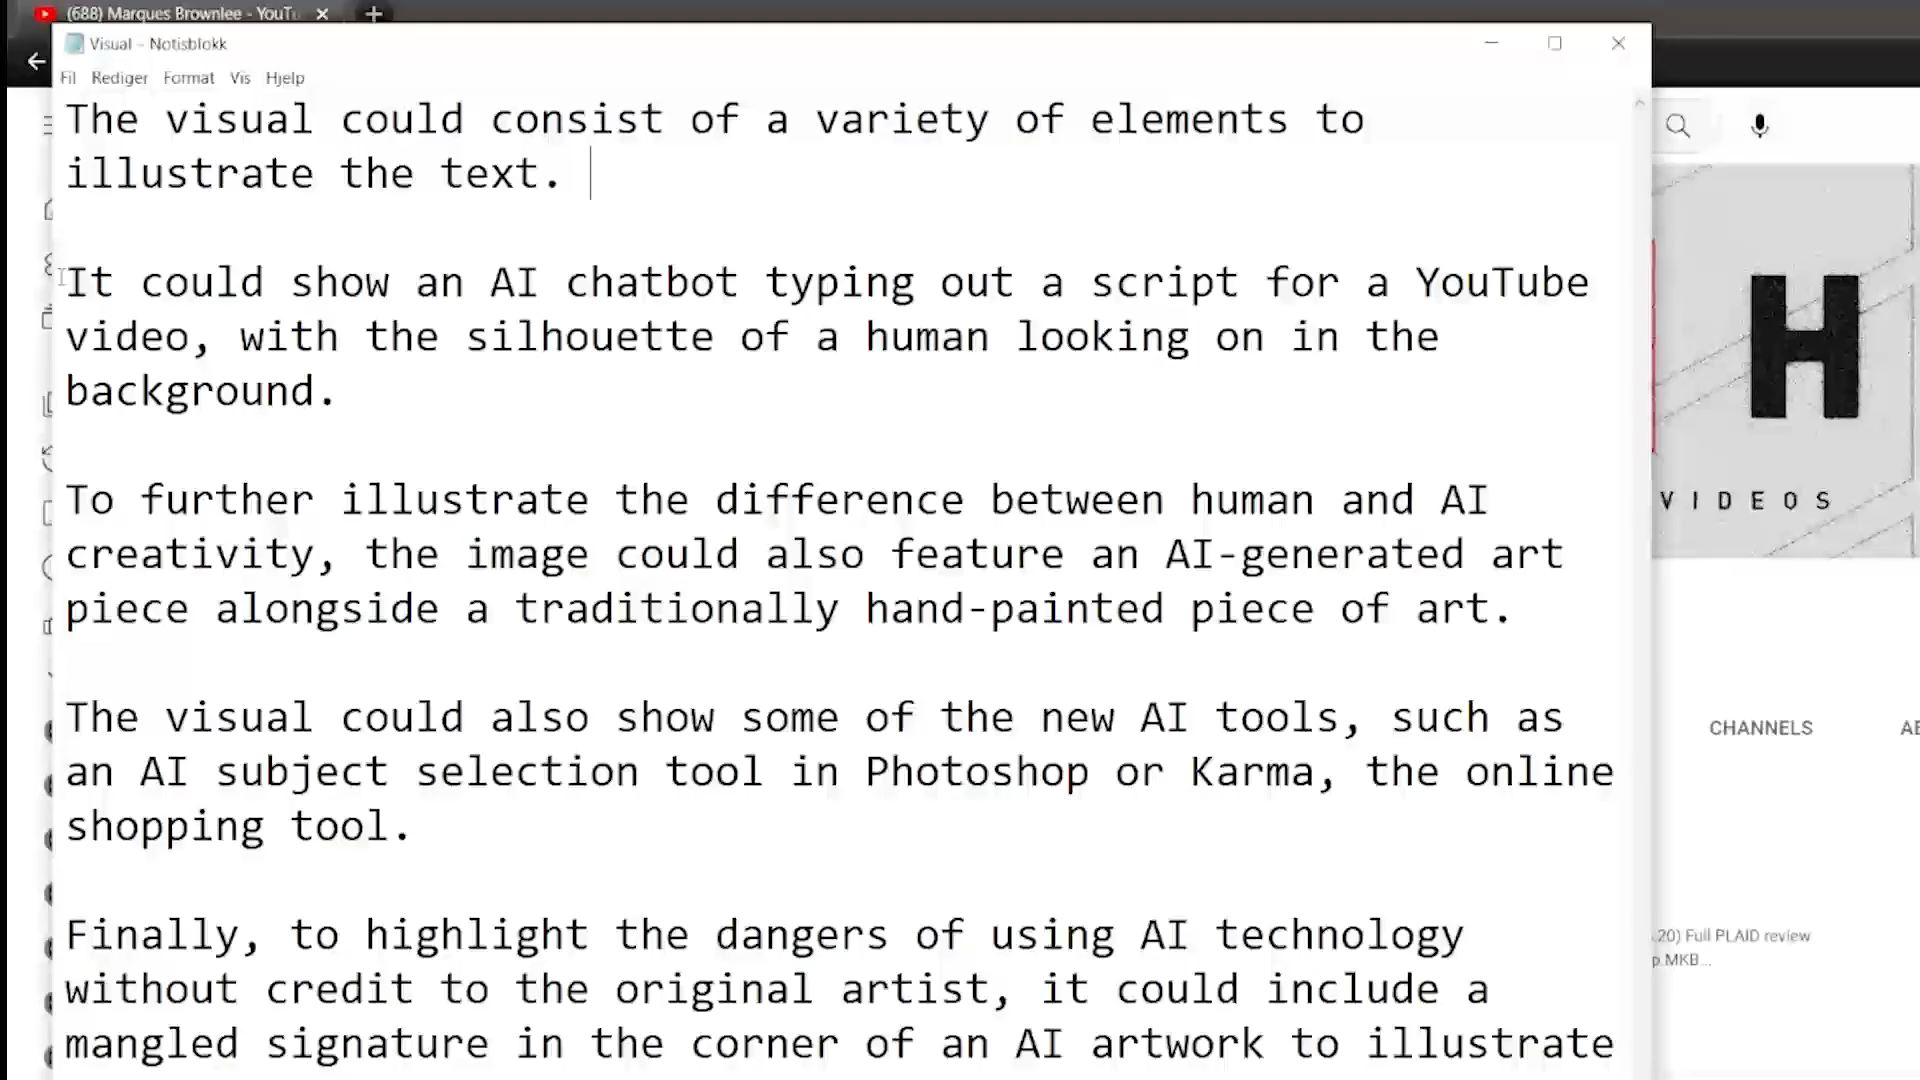 (688) Marques Brownlee - YouT
Visual – Notisblokk
Fil Rediger Format Vis Hjelp
The visual could consist of a variety of elements to
illustrate the text.
It could show an AI chatbot typing out a script for a YouTube
video, with the silhouette of a human looking on in the
background.
To further illustrate the difference between human and AI
creativity, the image could also feature an AI-generated art
piece alongside a traditionally hand-painted piece of art.
The visual could also show some of the new AI tools, such as
an AI subject selection tool in Photoshop or Karma, the online
shopping tool.
Finally, to highlight the dangers of using AI technology
without credit to the original artist, it could include a
mangled signature in the corner of an AI artwork to illustrate
H
VIDEOS
CHANNELS
.20) Full PLAID review
p.MKB...